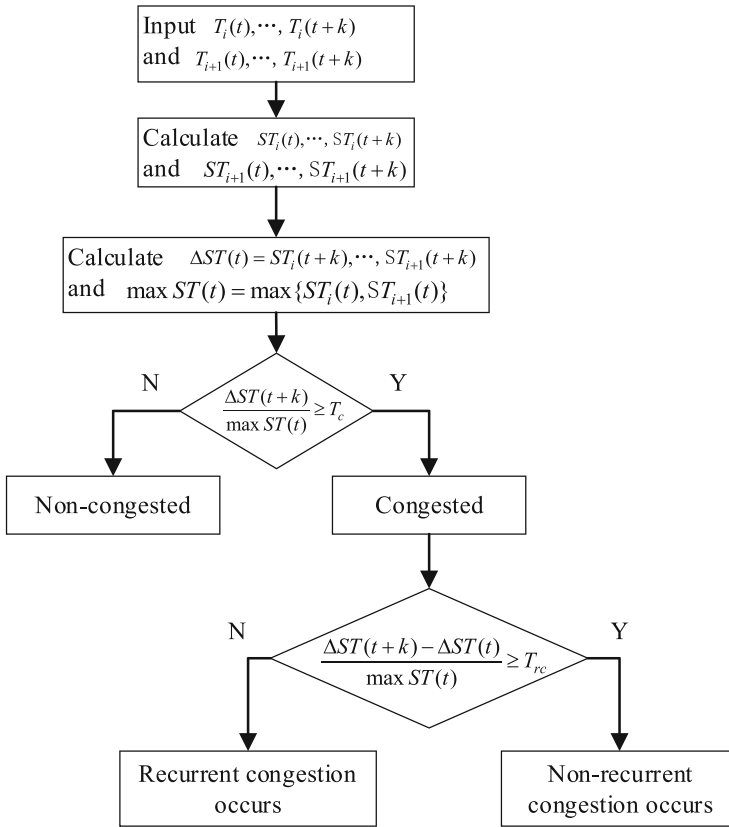 Input T_i(t),⋯, T_i(t+k)
and T_{i+1}(t),⋯, T_{i+1}(t+k)
Calculate ST_i(t),⋯, ST_i(t+k)
and ST_{i+1}(t),⋯, ST_{i+1}(t+k)
Calculate ΔST(t) = ST_i(t+k),⋯, ST_{i+1}(t+k)
and max ST(t) = max{ST_i(t), ST_{i+1}(t)}
N
Y
ΔST(t+k)
max ST(t)
≥ T_c
Non-congested
Congested
N
Y
ΔST(t+k) − ΔST(t)
max ST(t)
≥ T_{rc}
Recurrent congestion
occurs
Non-recurrent
congestion occurs